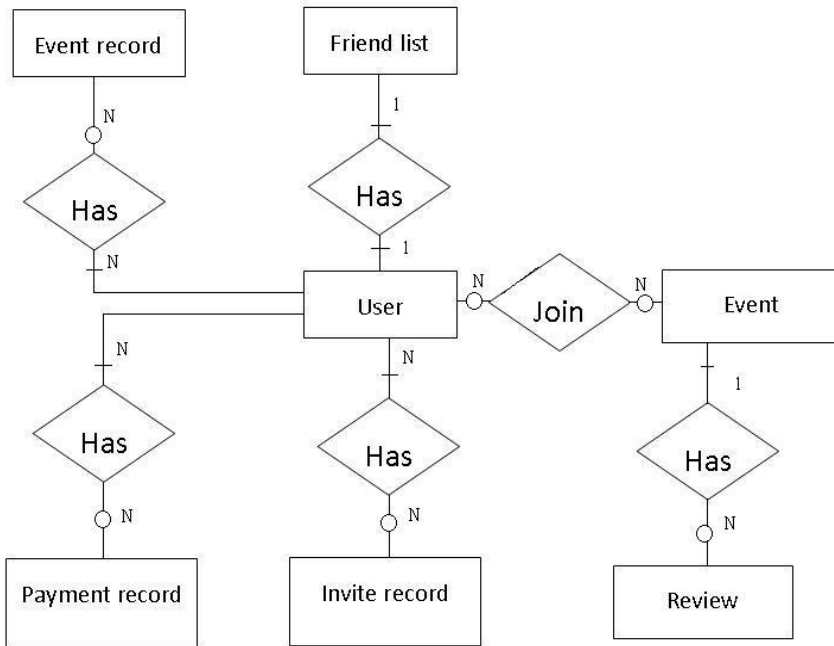 Event record
Friend list
N
1
Has
Has
N
1
User
N
Join
N
Event
N
N
1
Has
Has
Has
N
N
N
Payment record
Invite record
Review